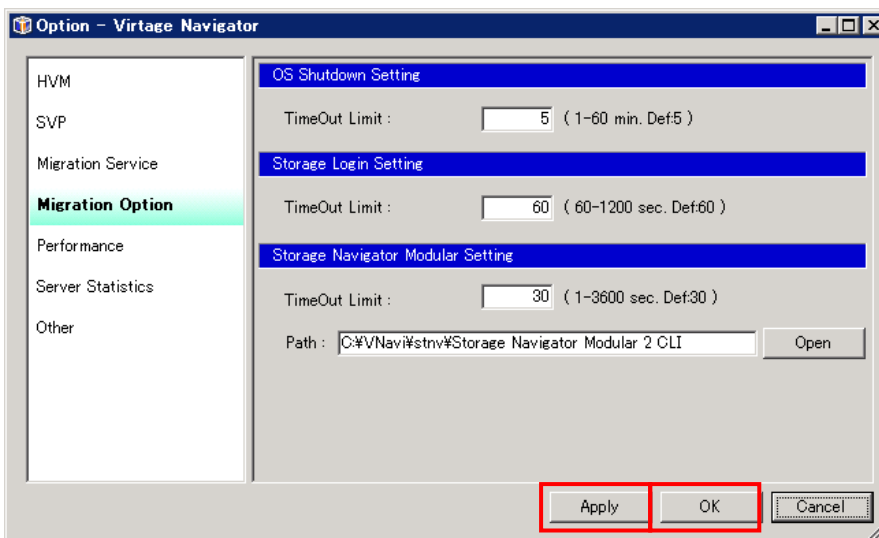 Option - Virtage Navigator
HVM
SVP
Migration Service
Migration Option
Performance
Server Statistics
Other
OS Shutdown Setting
TimeOut Limit : 5 ( 1-60 min. Def:5 )
Storage Login Setting
TimeOut Limit : 60 ( 60-1200 sec. Def:60 )
Storage Navigator Modular Setting
TimeOut Limit : 30 ( 1-3600 sec. Def:30 )
Path : C:¥VNavi¥stnv¥Storage Navigator Modular 2 CLI Open
Apply OK Cancel